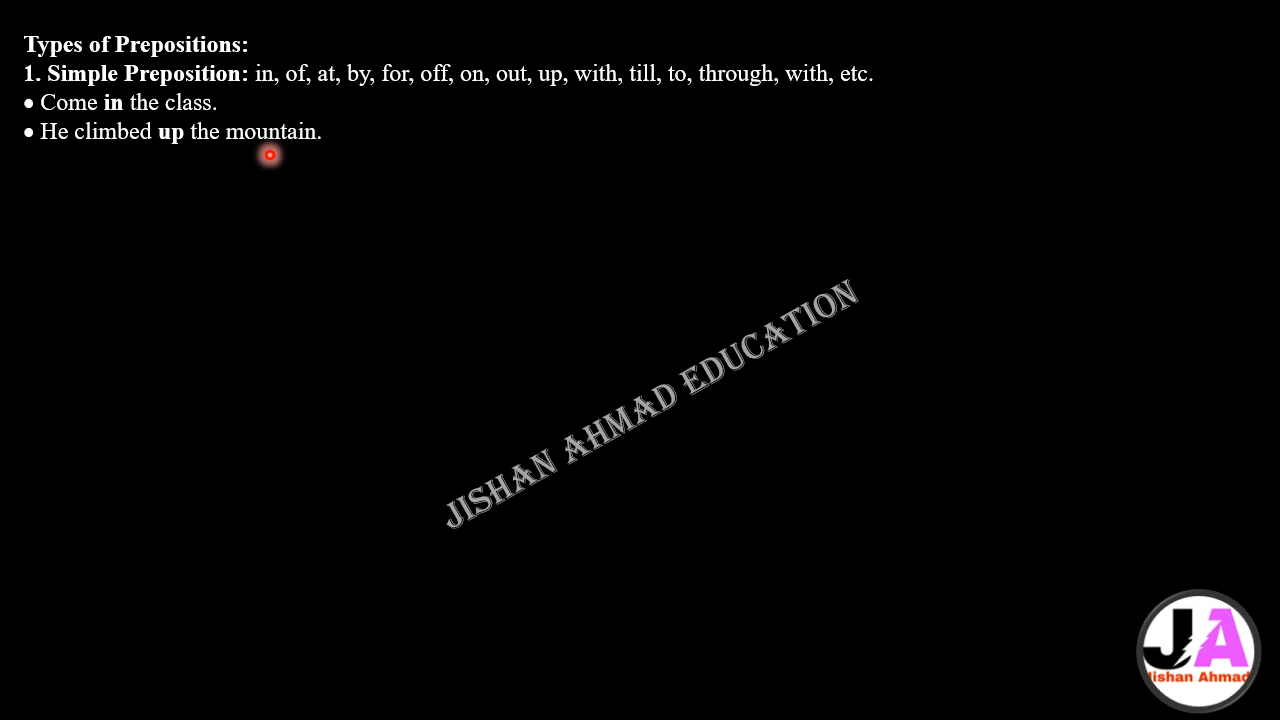 Types of Prepositions:
1. Simple Preposition: in, of, at, by, for, off, on, out, up, with, till, to, through, with, etc.
• Come in the class.
• He climbed up the mountain.
JISHAN AHMAD EDUCATION
JA
Jishan Ahmad